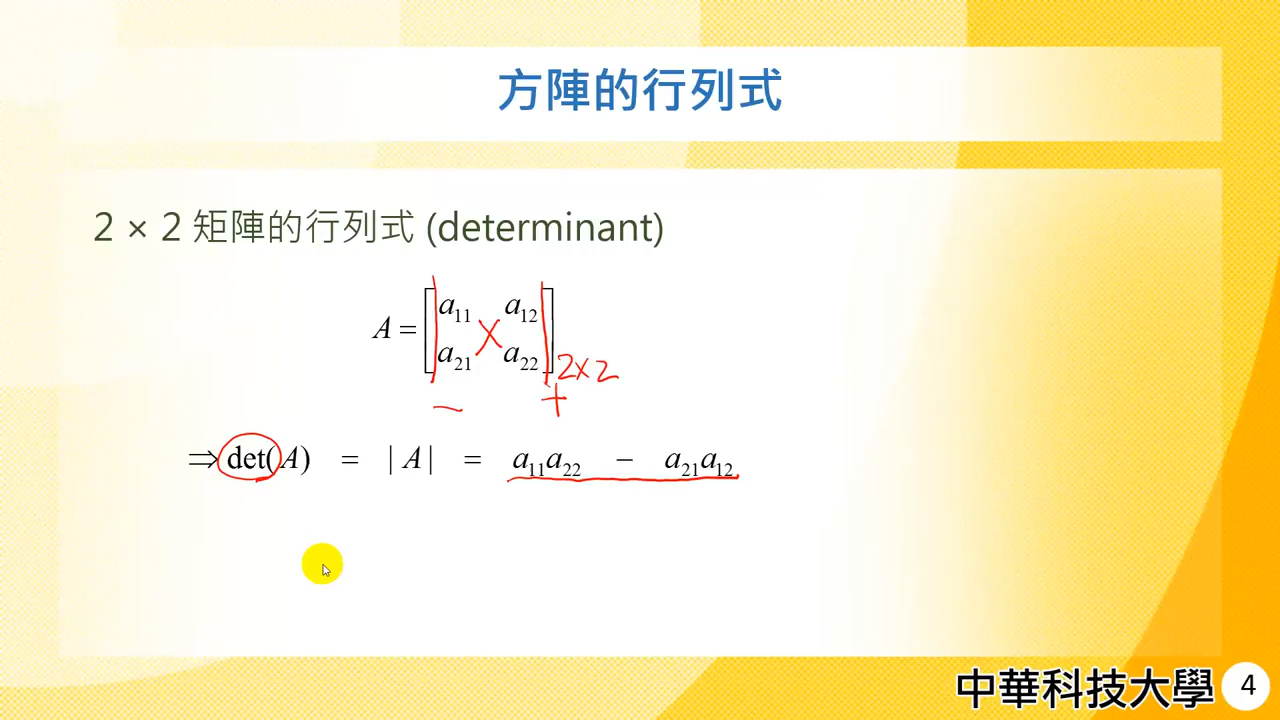 方陣的行列式
2 × 2 矩陣的行列式 (determinant)
A = [ a11 a12
a21 a22 ] 2×2
− +
⇒ det(A) = | A | = a11a22 − a21a12
中華科技大學 4